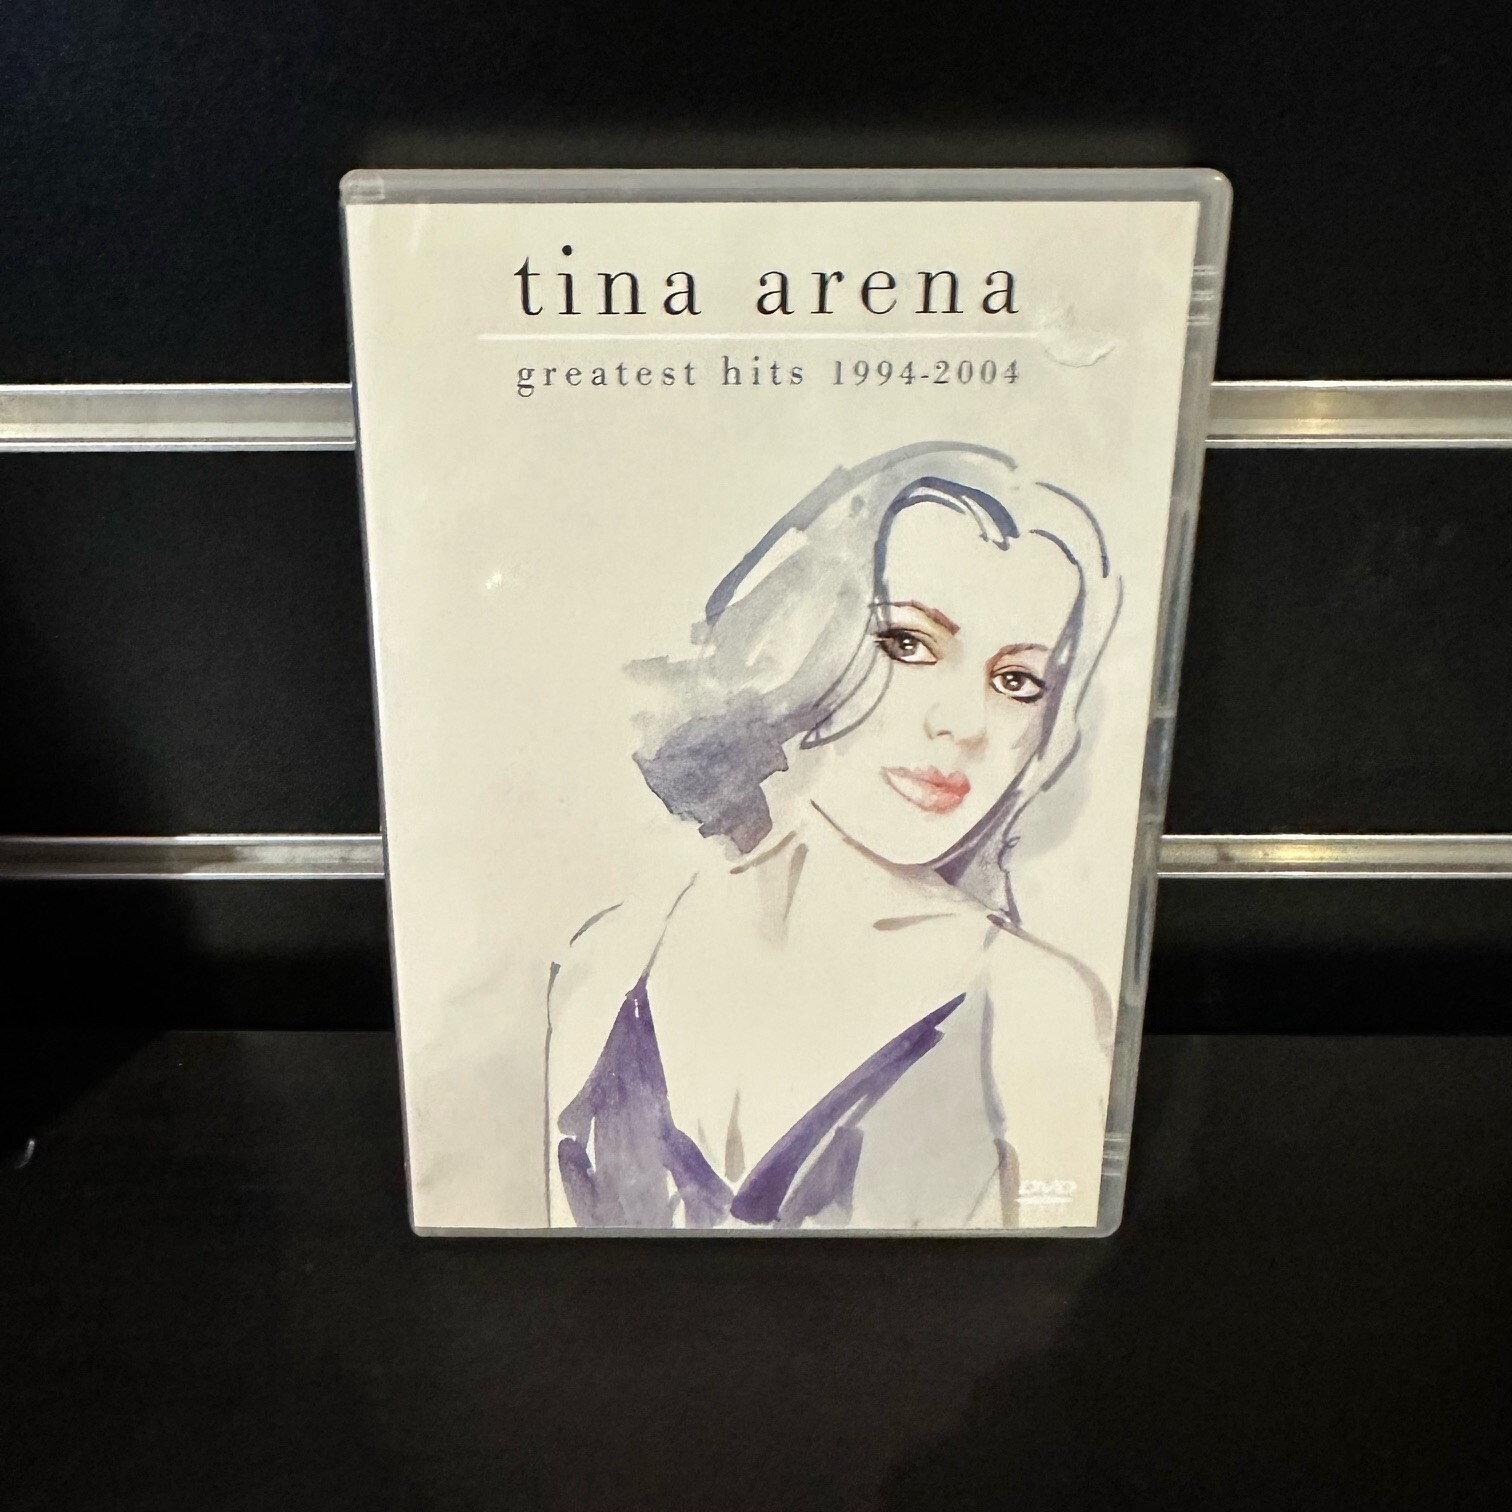 tina arena
greatest hits 1994-2004
DVD